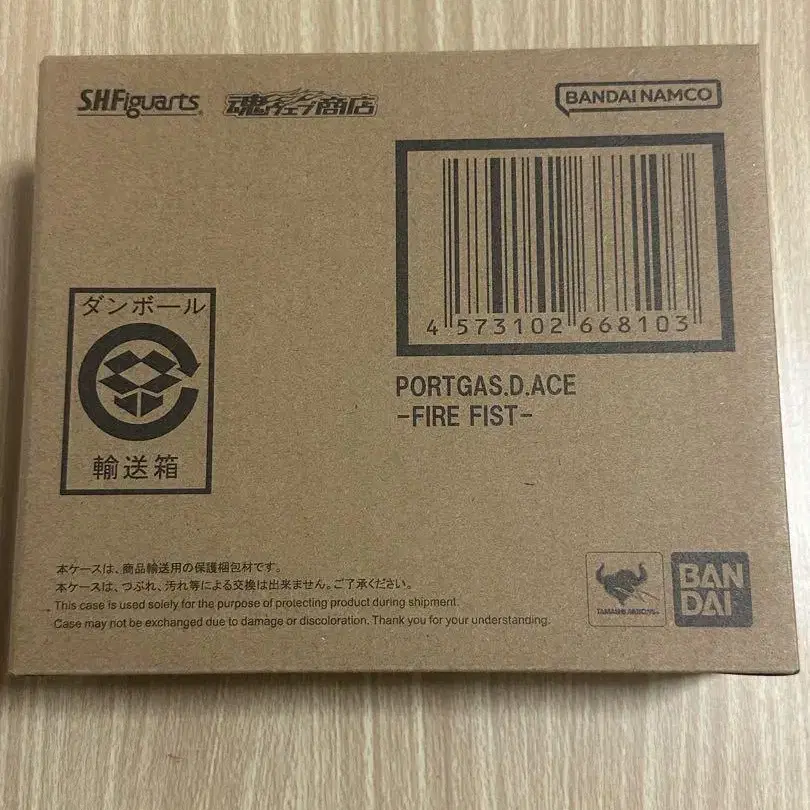 S.H.Figuarts
魂ウェブ商店
BANDAI NAMCO
4 573102 668103
PORTGAS.D.ACE
-FIRE FIST-
ダンボール
輸送箱
本ケースは、商品輸送用の保護梱包材です。
本ケースは、つぶれ、汚れ等による交換は出来ません。ご了承ください。
This case is used solely for the purpose of protecting product during shipment.
Case may not be exchanged due to damage or discoloration. Thank you for your understanding.
TAMASHII NATIONS
BAN
DAI